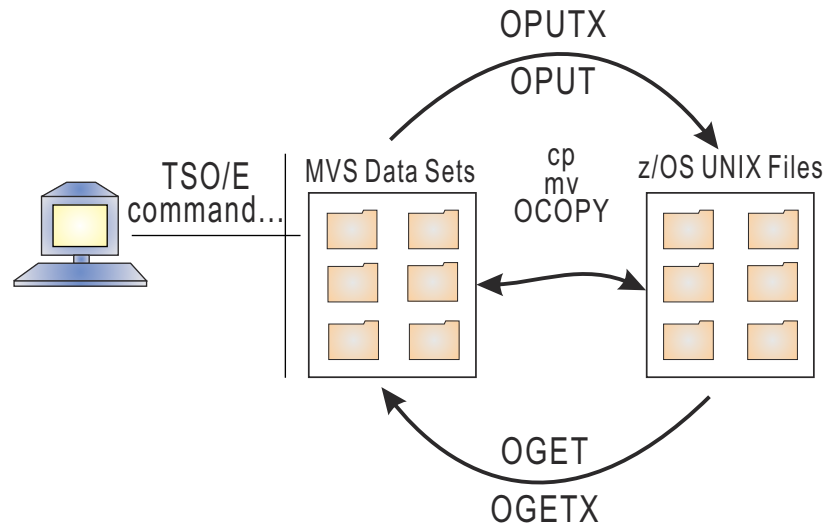 OPUTX
OPUT
TSO/E
command...
MVS Data Sets
cp
mv
OCOPY
z/OS UNIX Files
OGET
OGETX